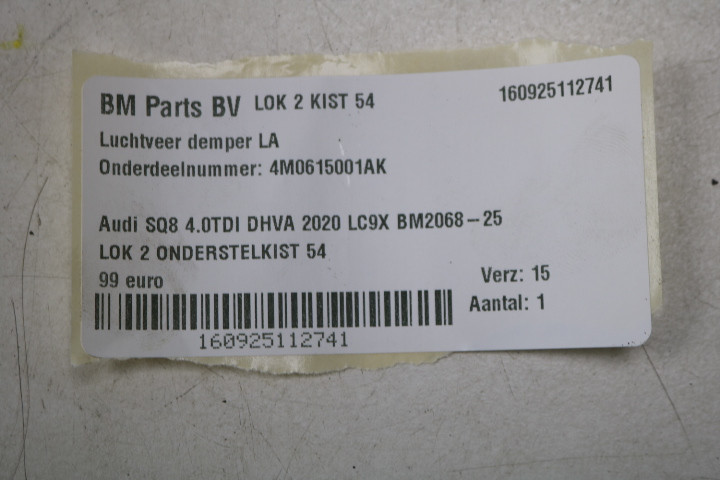 BM Parts BV LOK 2 KIST 54 160925112741
Luchtveer demper LA
Onderdeelnummer: 4M0615001AK
Audi SQ8 4.0TDI DHVA 2020 LC9X BM2068-25
LOK 2 ONDERSTELKIST 54
99 euro Verz: 15
Aantal: 1
160925112741